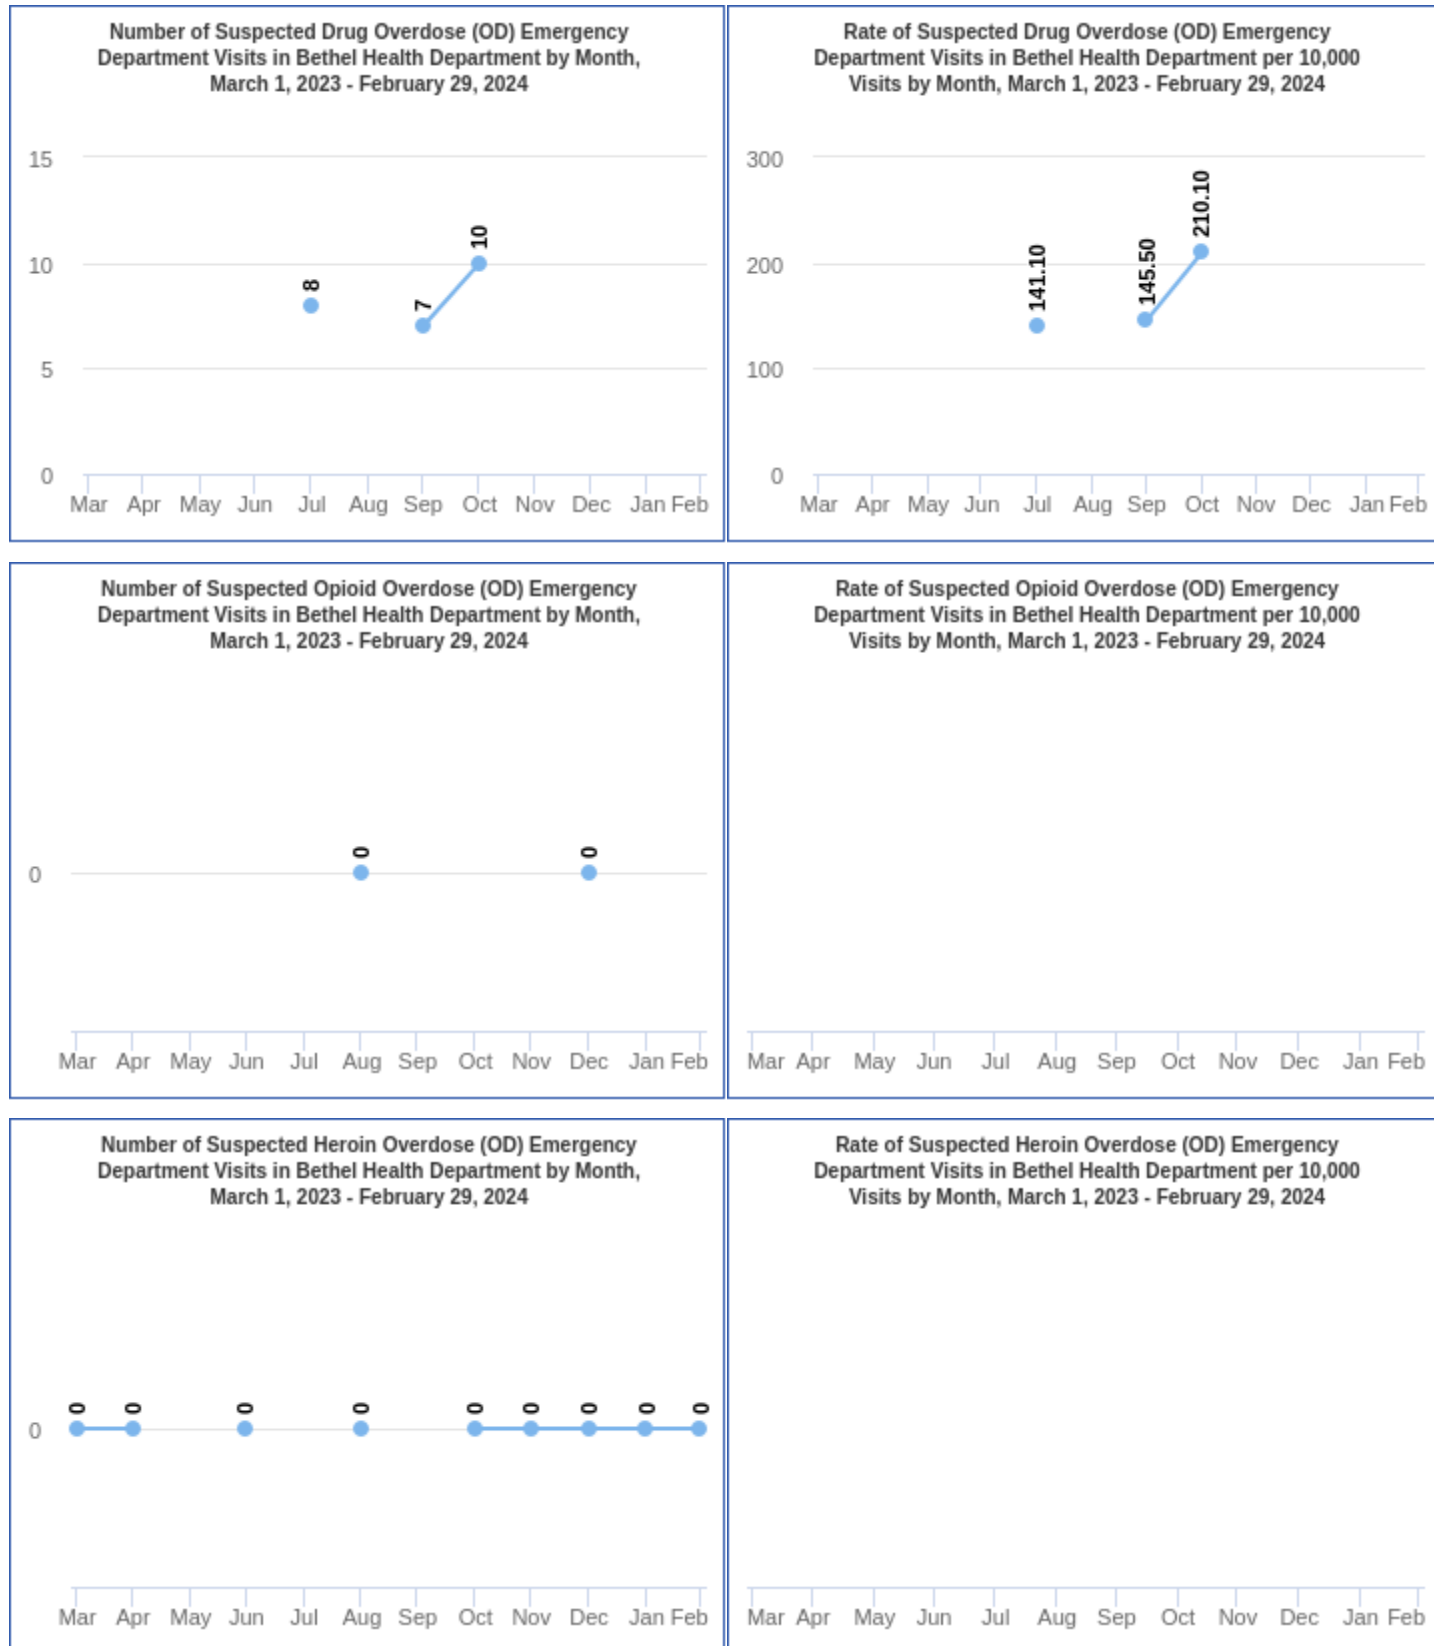 Number of Suspected Drug Overdose (OD) Emergency
Department Visits in Bethel Health Department by Month,
March 1, 2023 - February 29, 2024
15
10
5
0
8
7
10
Mar Apr May Jun Jul Aug Sep Oct Nov Dec Jan Feb
Rate of Suspected Drug Overdose (OD) Emergency
Department Visits in Bethel Health Department per 10,000
Visits by Month, March 1, 2023 - February 29, 2024
300
200
100
0
141.10
145.50
210.10
Mar Apr May Jun Jul Aug Sep Oct Nov Dec Jan Feb
Number of Suspected Opioid Overdose (OD) Emergency
Department Visits in Bethel Health Department by Month,
March 1, 2023 - February 29, 2024
0
0 0
Mar Apr May Jun Jul Aug Sep Oct Nov Dec Jan Feb
Rate of Suspected Opioid Overdose (OD) Emergency
Department Visits in Bethel Health Department per 10,000
Visits by Month, March 1, 2023 - February 29, 2024
Mar Apr May Jun Jul Aug Sep Oct Nov Dec Jan Feb
Number of Suspected Heroin Overdose (OD) Emergency
Department Visits in Bethel Health Department by Month,
March 1, 2023 - February 29, 2024
0
0 0 0 0 0 0 0 0 0
Mar Apr May Jun Jul Aug Sep Oct Nov Dec Jan Feb
Rate of Suspected Heroin Overdose (OD) Emergency
Department Visits in Bethel Health Department per 10,000
Visits by Month, March 1, 2023 - February 29, 2024
Mar Apr May Jun Jul Aug Sep Oct Nov Dec Jan Feb